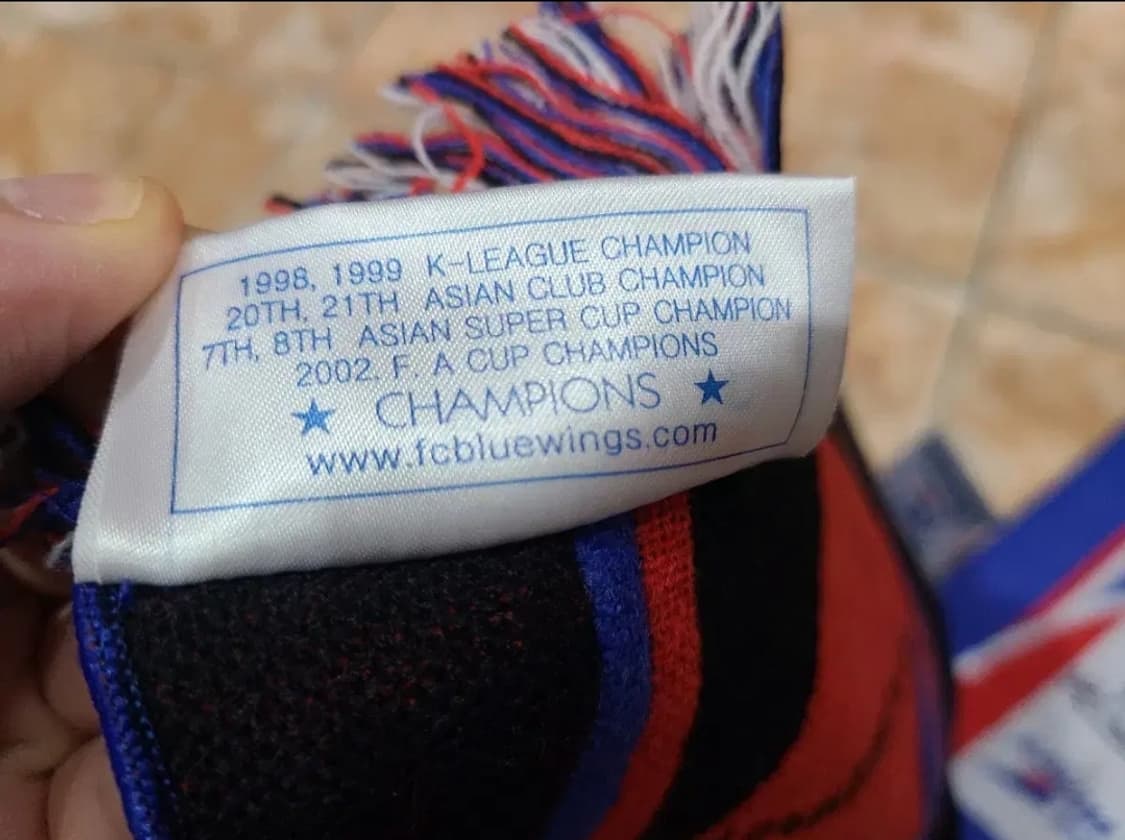 1998, 1999 K-LEAGUE CHAMPION
20TH, 21TH ASIAN CLUB CHAMPION
7TH, 8TH ASIAN SUPER CUP CHAMPION
2002. F. A CUP CHAMPIONS
★ CHAMPIONS ★
www.fcbluewings.com